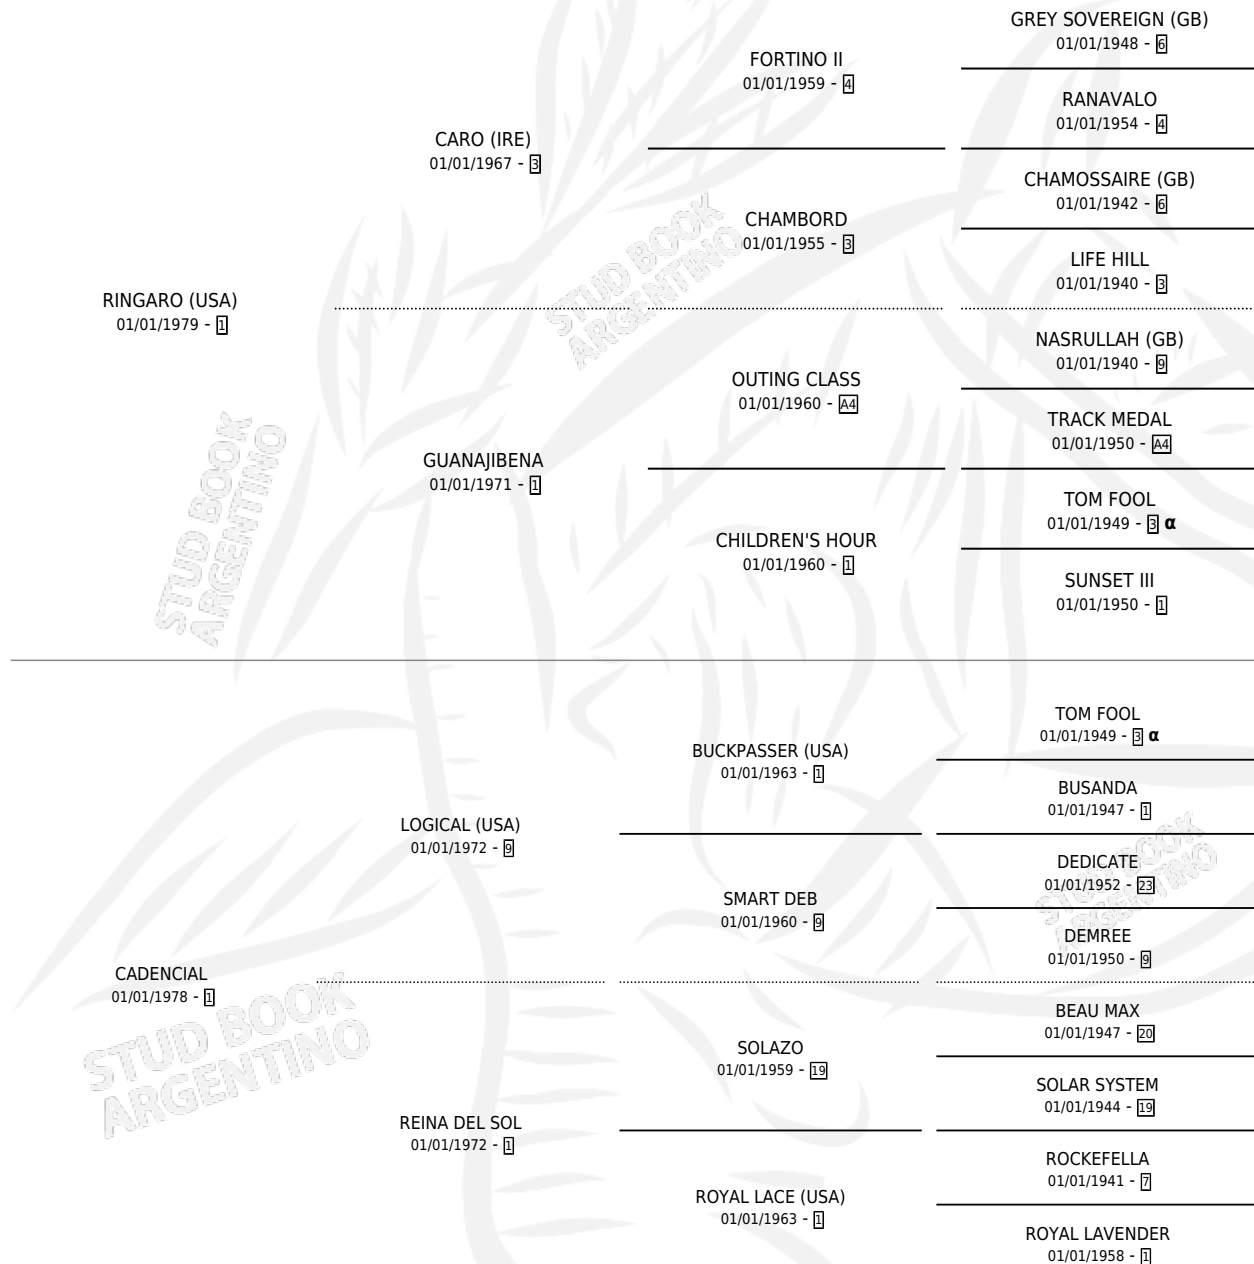 GREY SOVEREIGN (GB)
01/01/1948 - 6
FORTINO II
01/01/1959 - 4
RANAVALO
01/01/1954 - 4
CARO (IRE)
01/01/1967 - 3
CHAMOSSAIRE (GB)
01/01/1942 - 6
CHAMBORD
01/01/1955 - 3
LIFE HILL
01/01/1940 - 3
STUD BOOK
ARGENTINO
RINGARO (USA)
01/01/1979 - 1
NASRULLAH (GB)
01/01/1940 - 9
OUTING CLASS
01/01/1960 - A4
TRACK MEDAL
01/01/1950 - A4
GUANAJIBENA
01/01/1971 - 1
TOM FOOL
01/01/1949 - 3 α
CHILDREN'S HOUR
01/01/1960 - 1
SUNSET III
01/01/1950 - 1
STUD BOOK
ARGENTINO
TOM FOOL
01/01/1949 - 3 α
BUCKPASSER (USA)
01/01/1963 - 1
BUSANDA
01/01/1947 - 1
LOGICAL (USA)
01/01/1972 - 9
DEDICATE
01/01/1952 - 23
SMART DEB
01/01/1960 - 9
DEMREE
01/01/1950 - 9
STUD BOOK
ARGENTINO
CADENCIAL
01/01/1978 - 1
BEAU MAX
01/01/1947 - 20
SOLAZO
01/01/1959 - 19
SOLAR SYSTEM
01/01/1944 - 19
STUD BOOK
ARGENTINO
REINA DEL SOL
01/01/1972 - 1
ROCKEFELLA
01/01/1941 - 7
ROYAL LACE (USA)
01/01/1963 - 1
ROYAL LAVENDER
01/01/1958 - 1